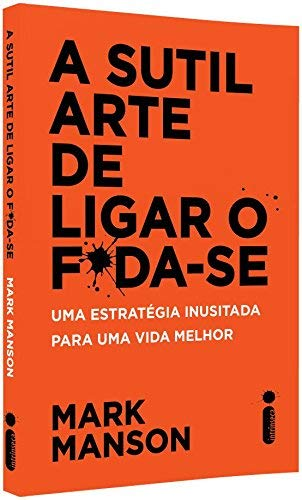 A SUTIL ARTE DE LIGAR O F*DA-SE
MARK MANSON
intrínseca
A SUTIL
ARTE
DE
LIGAR O
F*DA-SE
UMA ESTRATÉGIA INUSITADA
PARA UMA VIDA MELHOR
MARK
MANSON
intrínseca